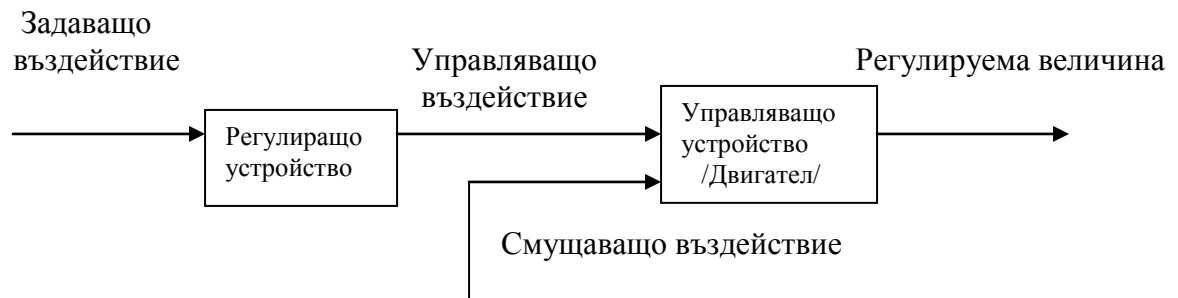 Задаващо
въздействие
Управляващо
въздействие
Регулируема величина
Регулиращо
устройство
Управляващо
устройство
/Двигател/
Смущаващо въздействие